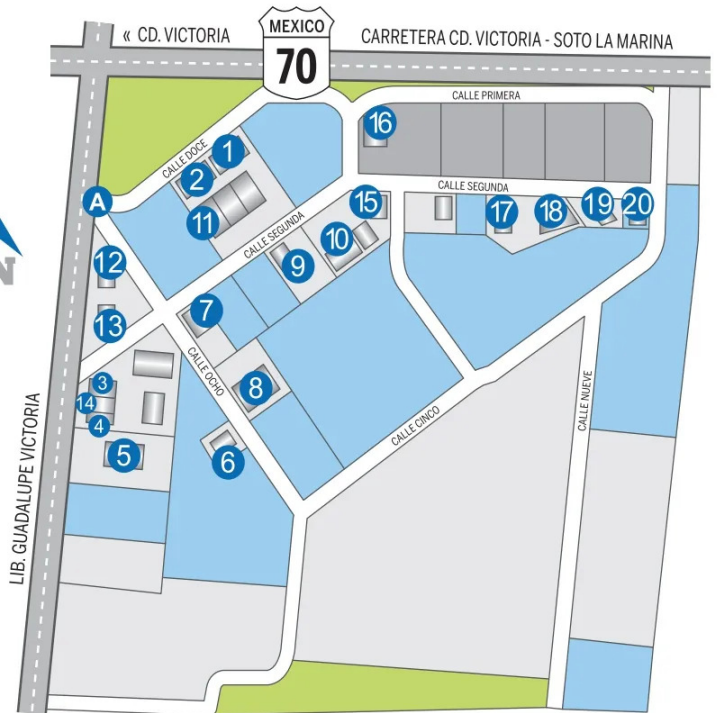 « CD. VICTORIA
MEXICO
70
CARRETERA CD. VICTORIA - SOTO LA MARINA
CALLE PRIMERA
16
CALLE DOCE
1
2
CALLE SEGUNDA
A
11
15
17
18
19
20
CALLE SEGUNDA
10
N
12
9
7
13
CALLE OCHO
3
14
4
8
CALLE NUEVE
CALLE CINCO
5
6
LIB. GUADALUPE VICTORIA